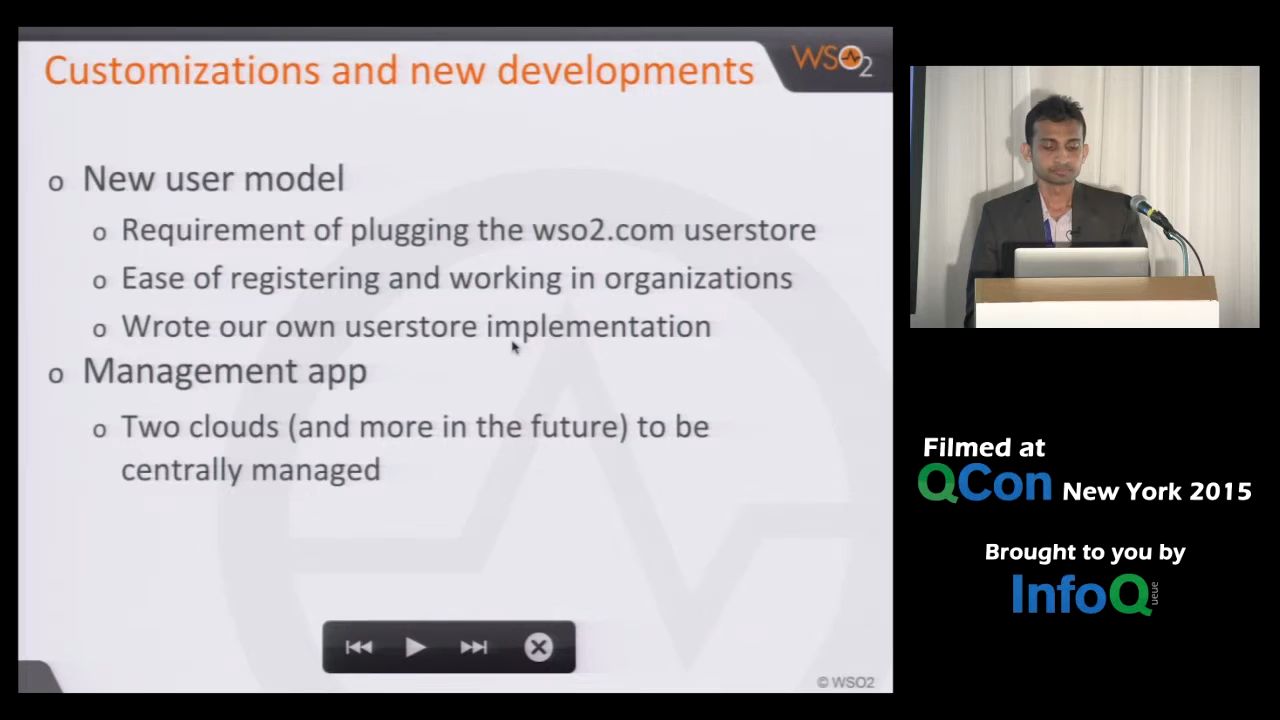 Customizations and new developments
WSO2
o New user model
o Requirement of plugging the wso2.com userstore
o Ease of registering and working in organizations
o Wrote our own userstore implementation
o Management app
o Two clouds (and more in the future) to be
centrally managed
© WSO2
Filmed at
QCon New York 2015
Brought to you by
InfoQueue